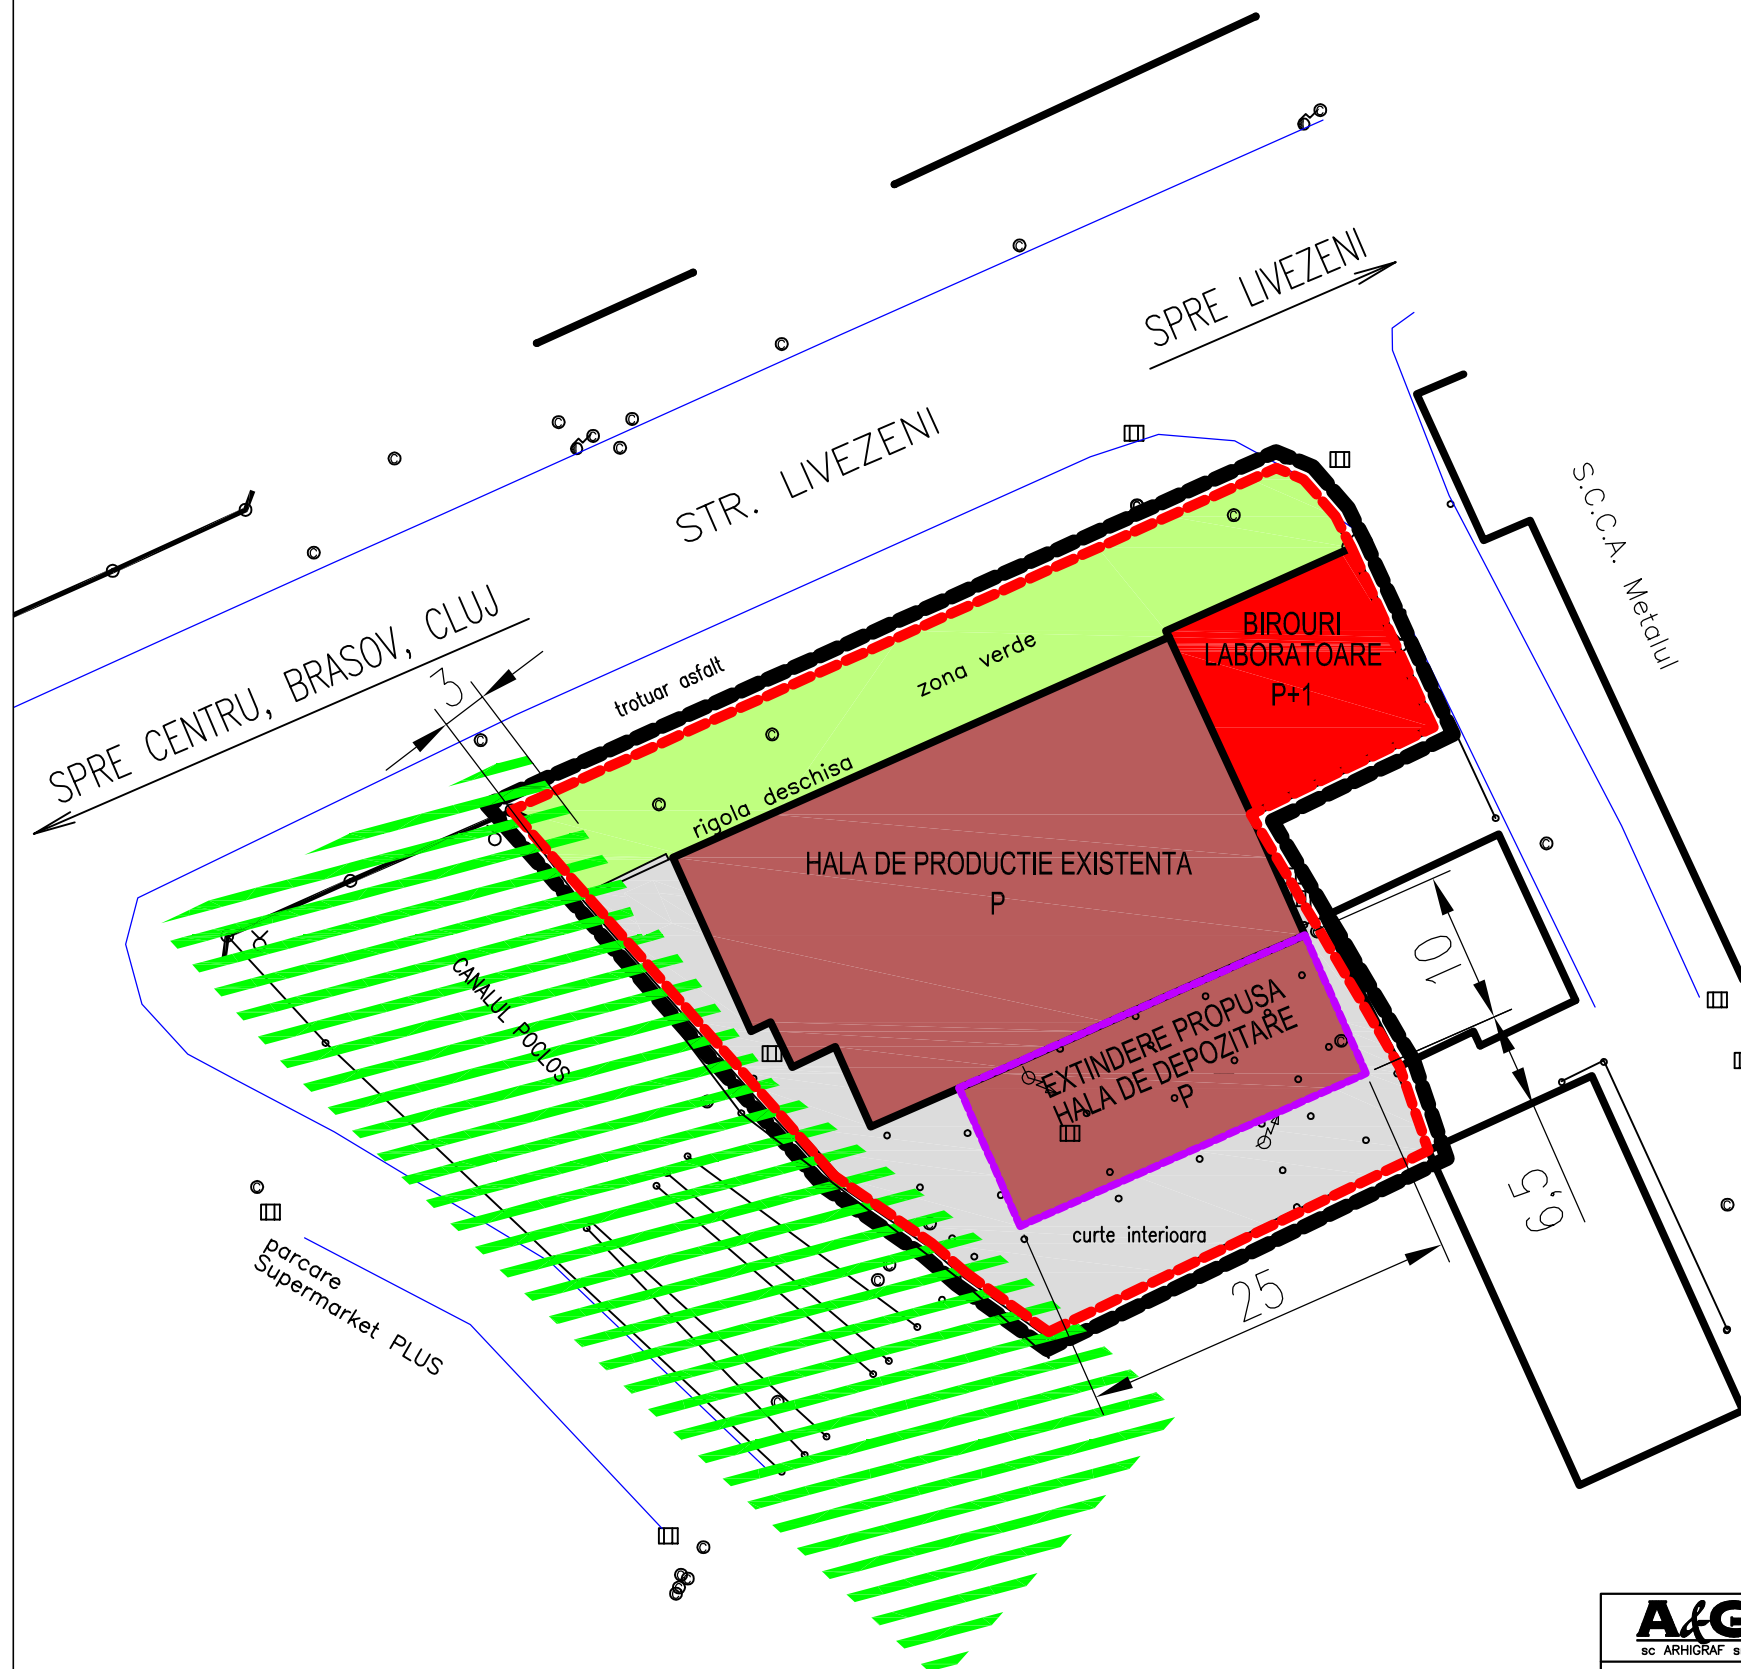 SPRE LIVEZENI
STR. LIVEZENI
S.C.C.A. Metalul
SPRE CENTRU, BRASOV, CLUJ
3
trotuar asfalt
zona verde
BIROURI
LABORATOARE
P+1
rigola deschisa
HALA DE PRODUCTIE EXISTENTA
P
CANALUL POCLOS
10
EXTINDERE PROPUSA
HALA DE DEPOZITARE
P
6,5
curte interioara
25
parcare
Supermarket PLUS
A&G
sc ARHIGRAF s